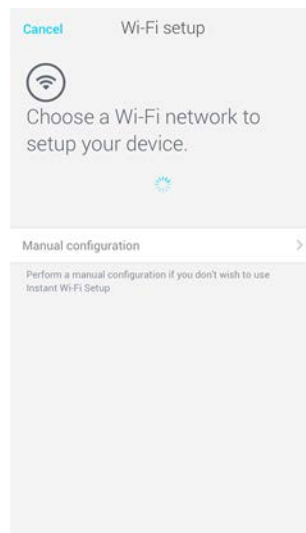 Cancel Wi-Fi setup
Choose a Wi-Fi network to
setup your device.
Manual configuration
Perform a manual configuration if you don't wish to use
Instant Wi-Fi Setup